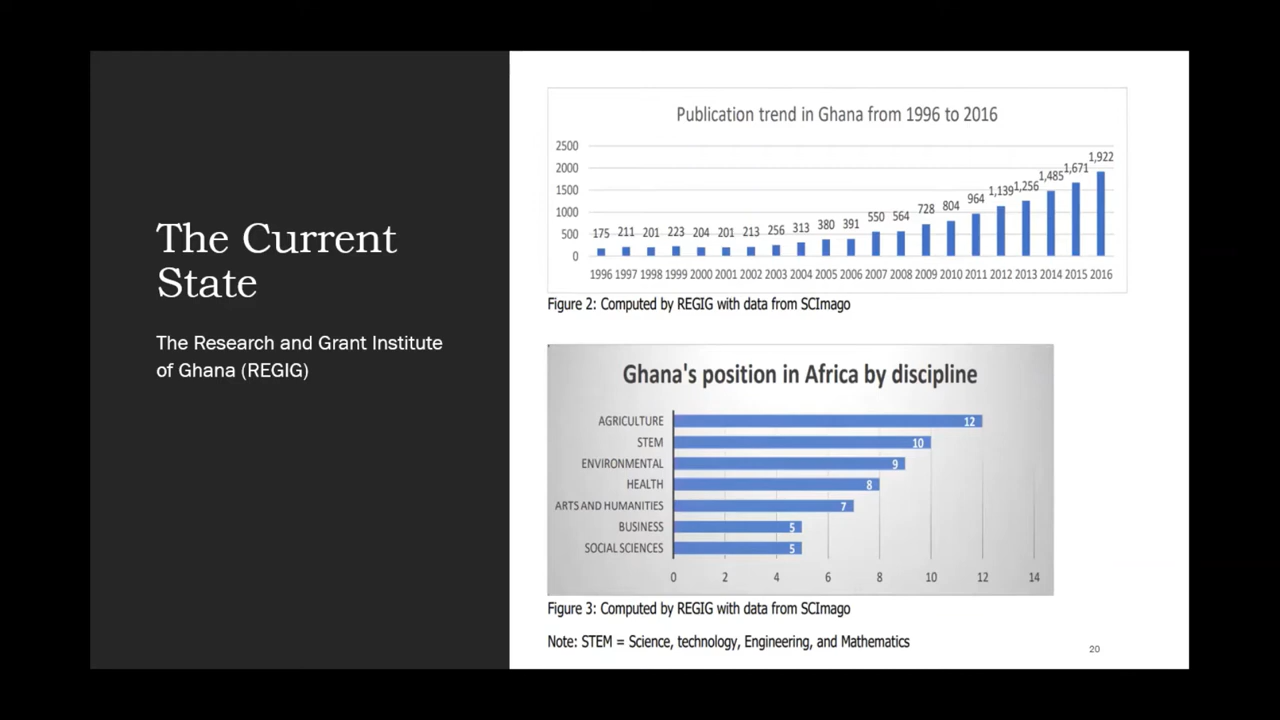 The Current
State
The Research and Grant Institute
of Ghana (REGIG)
Publication trend in Ghana from 1996 to 2016
2500
2000
1500
1000
500
0
175 211 201 223 204 201 213 256 313 380 391 550 564 728 804 964 1,139 1,256 1,485 1,671 1,922
1996 1997 1998 1999 2000 2001 2002 2003 2004 2005 2006 2007 2008 2009 2010 2011 2012 2013 2014 2015 2016
Figure 2: Computed by REGIG with data from SCImago
Ghana's position in Africa by discipline
AGRICULTURE 12
STEM 10
ENVIRONMENTAL 9
HEALTH 8
ARTS AND HUMANITIES 7
BUSINESS 5
SOCIAL SCIENCES 5
0 2 4 6 8 10 12 14
Figure 3: Computed by REGIG with data from SCImago
Note: STEM = Science, technology, Engineering, and Mathematics
20